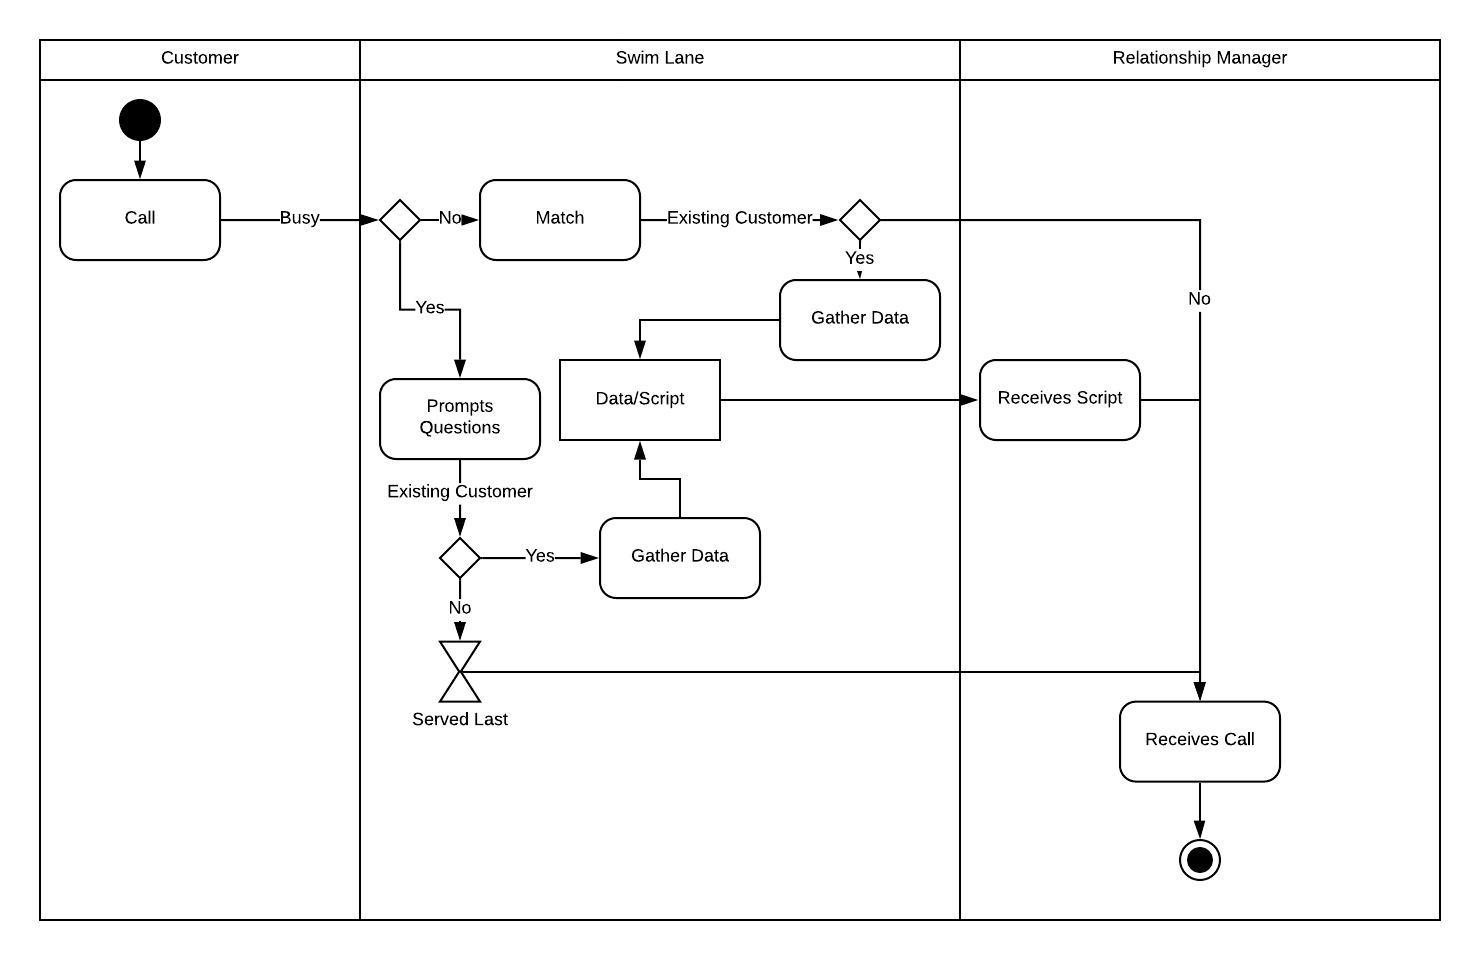 Customer
Swim Lane
Relationship Manager
Call
Busy
No
Match
Existing Customer
Yes
Gather Data
No
Yes
Data/Script
Receives Script
Prompts
Questions
Existing Customer
Yes
Gather Data
No
Served Last
Receives Call